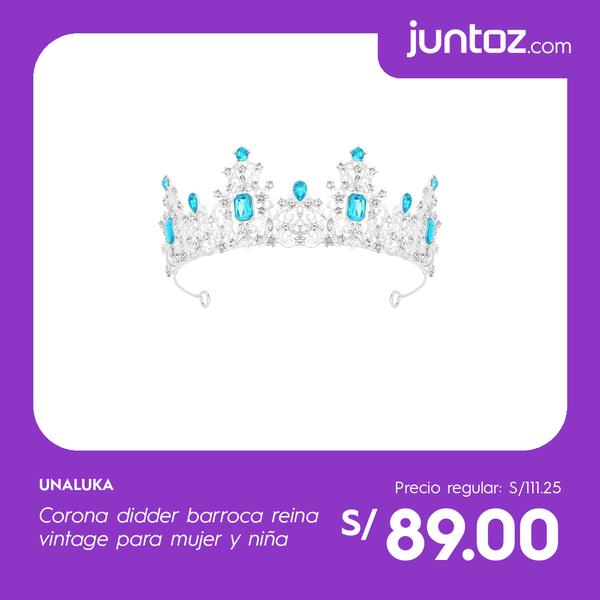 juntoz.com
UNALUKA
Corona didder barroca reina
vintage para mujer y niña
Precio regular: S/111.25
S/89.00